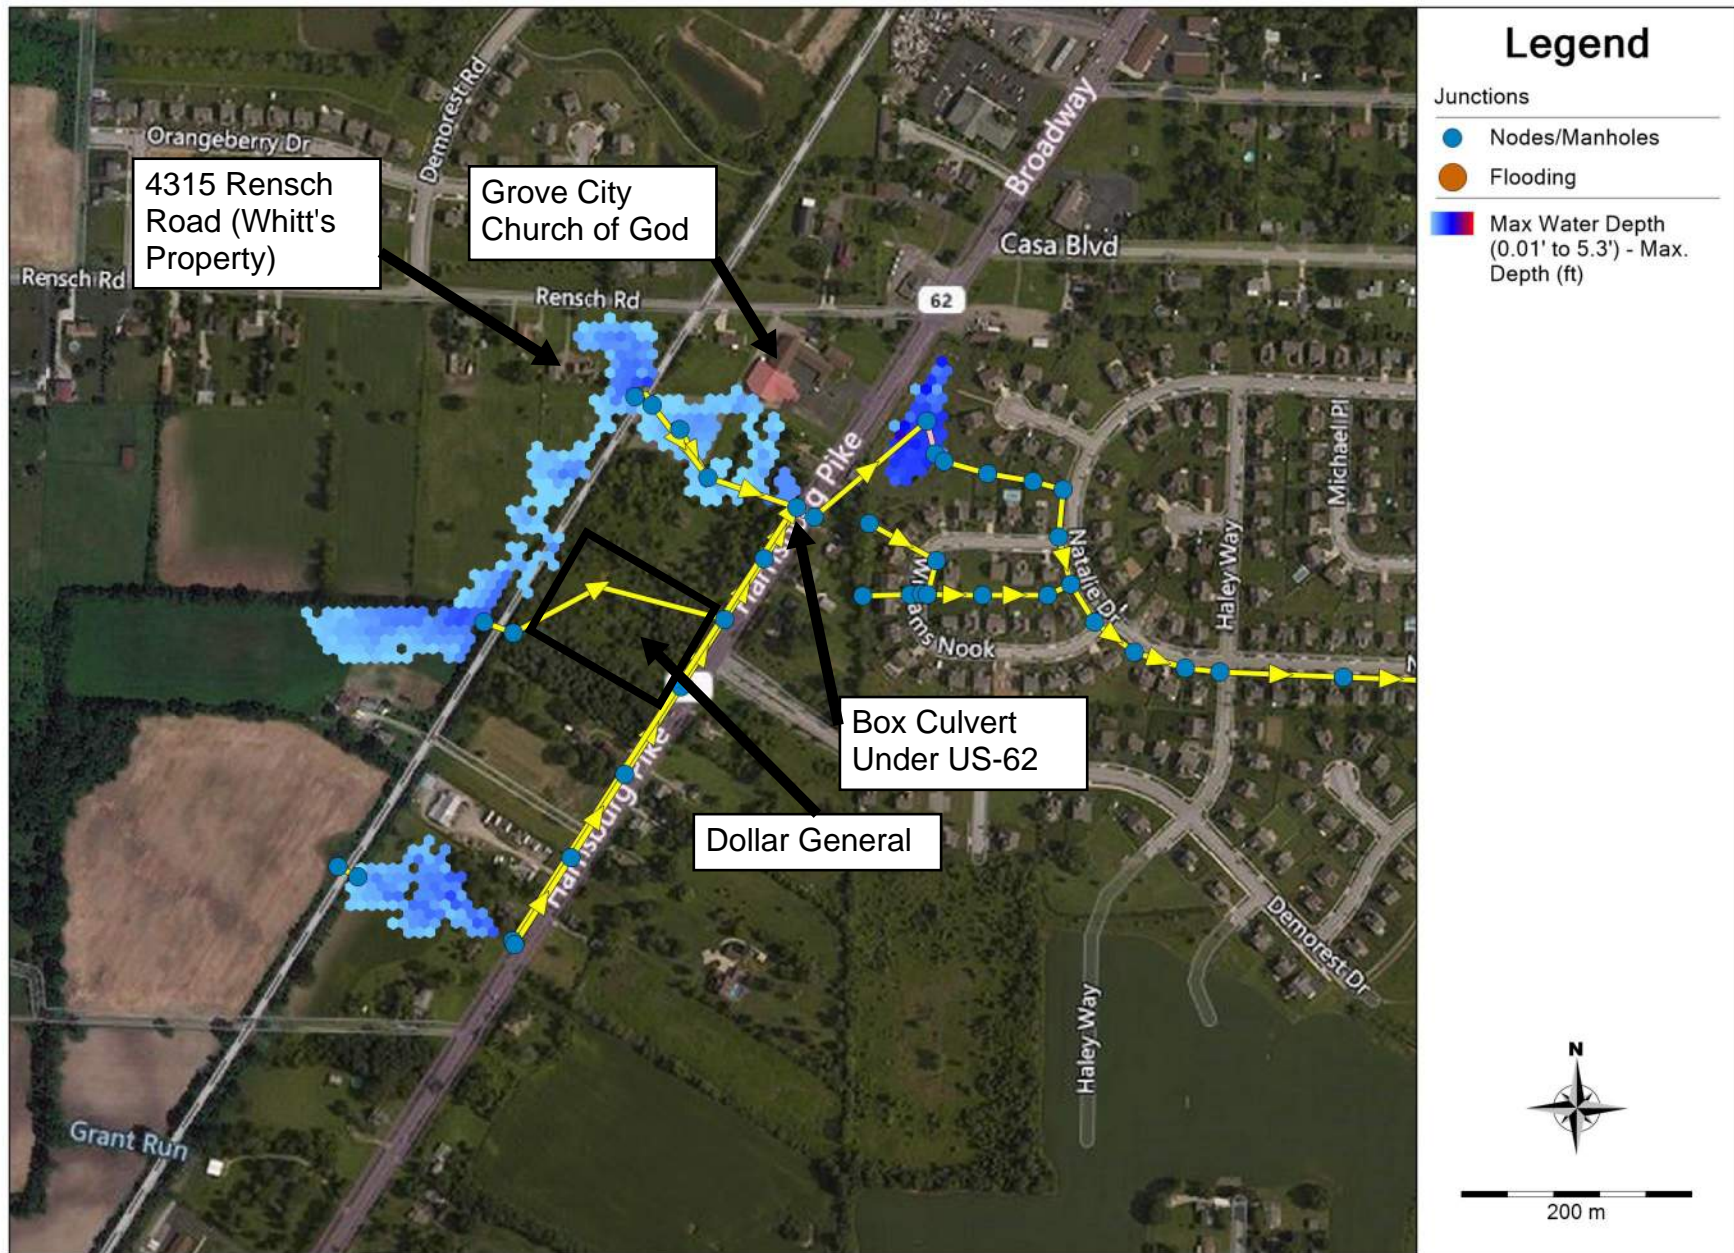 Legend
Junctions
Nodes/Manholes
Flooding
Max Water Depth
(0.01' to 5.3') - Max.
Depth (ft)
Orangeberry Dr
Demorest Rd
Broadway
4315 Rensch
Road (Whitt's
Property)
Grove City
Church of God
Casa Blvd
Rensch Rd
Rensch Rd
62
Michael Pl
Natalie Dr
Haley Way
Nook
Box Culvert
Under US-62
Dollar General
Harrisburg Pike
Demorest Dr
Haley Way
Grant Run
N
200 m